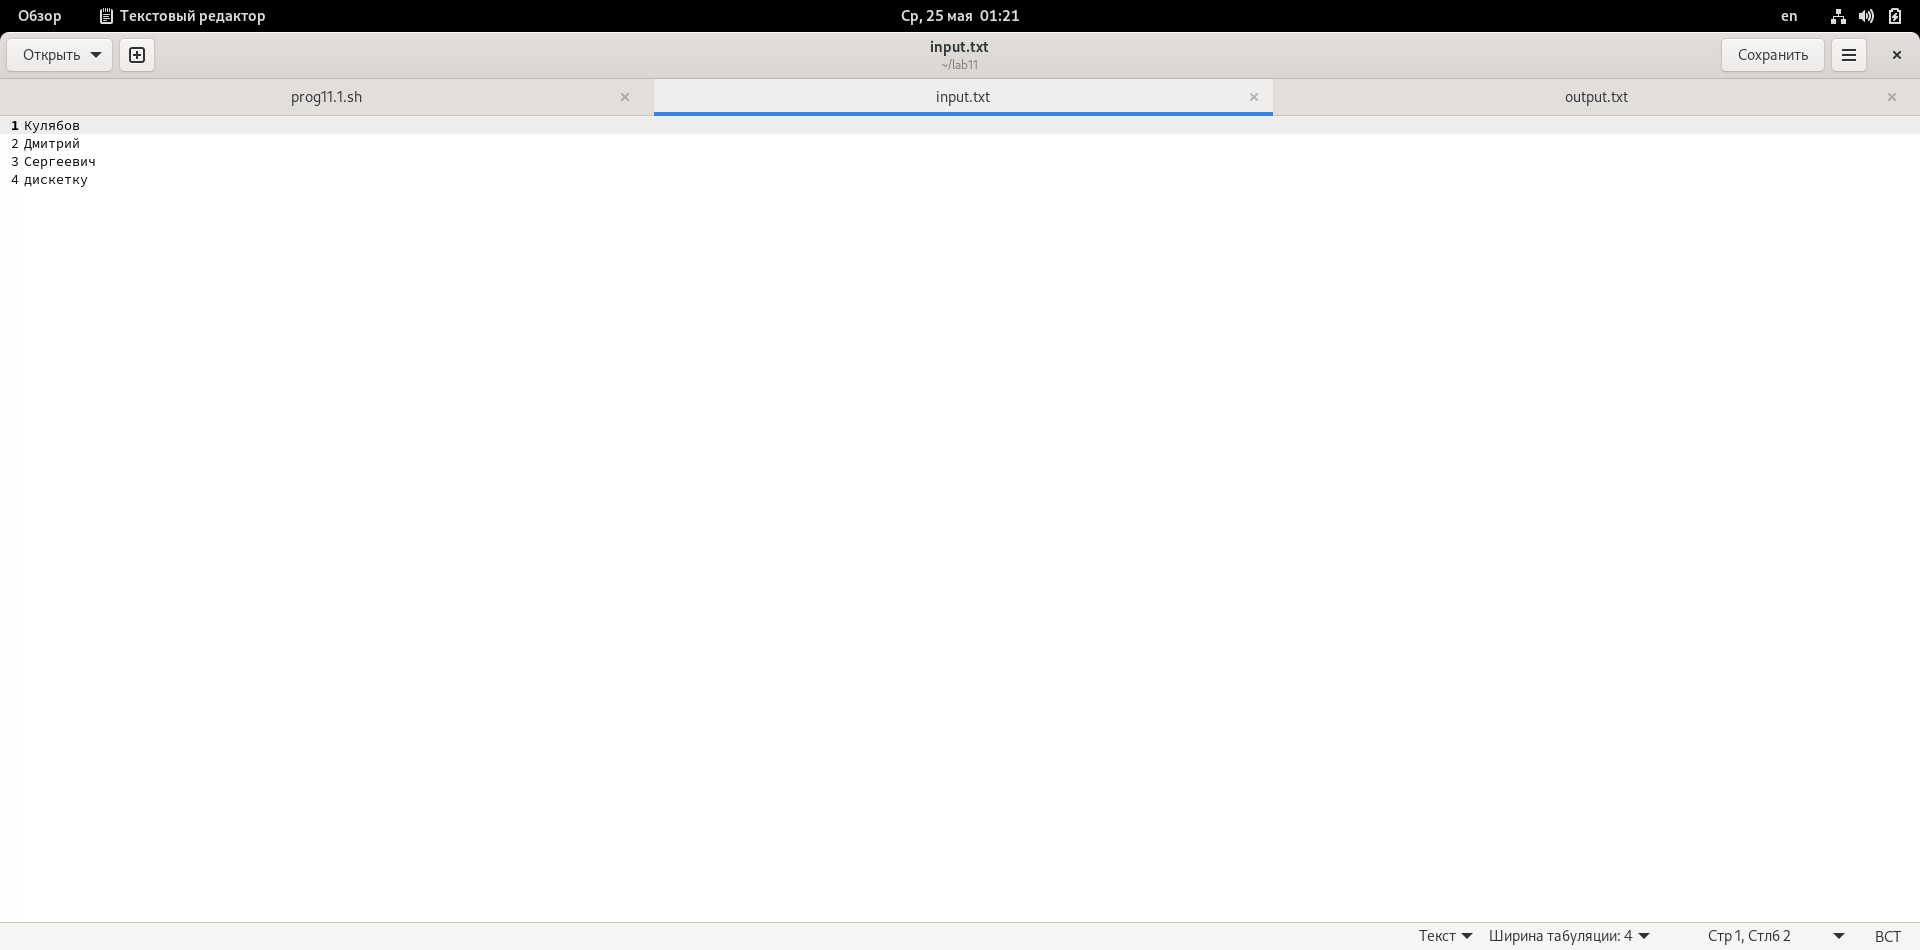 Обзор Текстовый редактор Ср, 25 мая 01:21 en
Открыть input.txt Сохранить
~/lab11
prog11.1.sh input.txt output.txt
1 Кулябов
2 Дмитрий
3 Сергеевич
4 дискетку
Текст Ширина табуляции: 4 Стр 1, Стлб 2 ВСТ